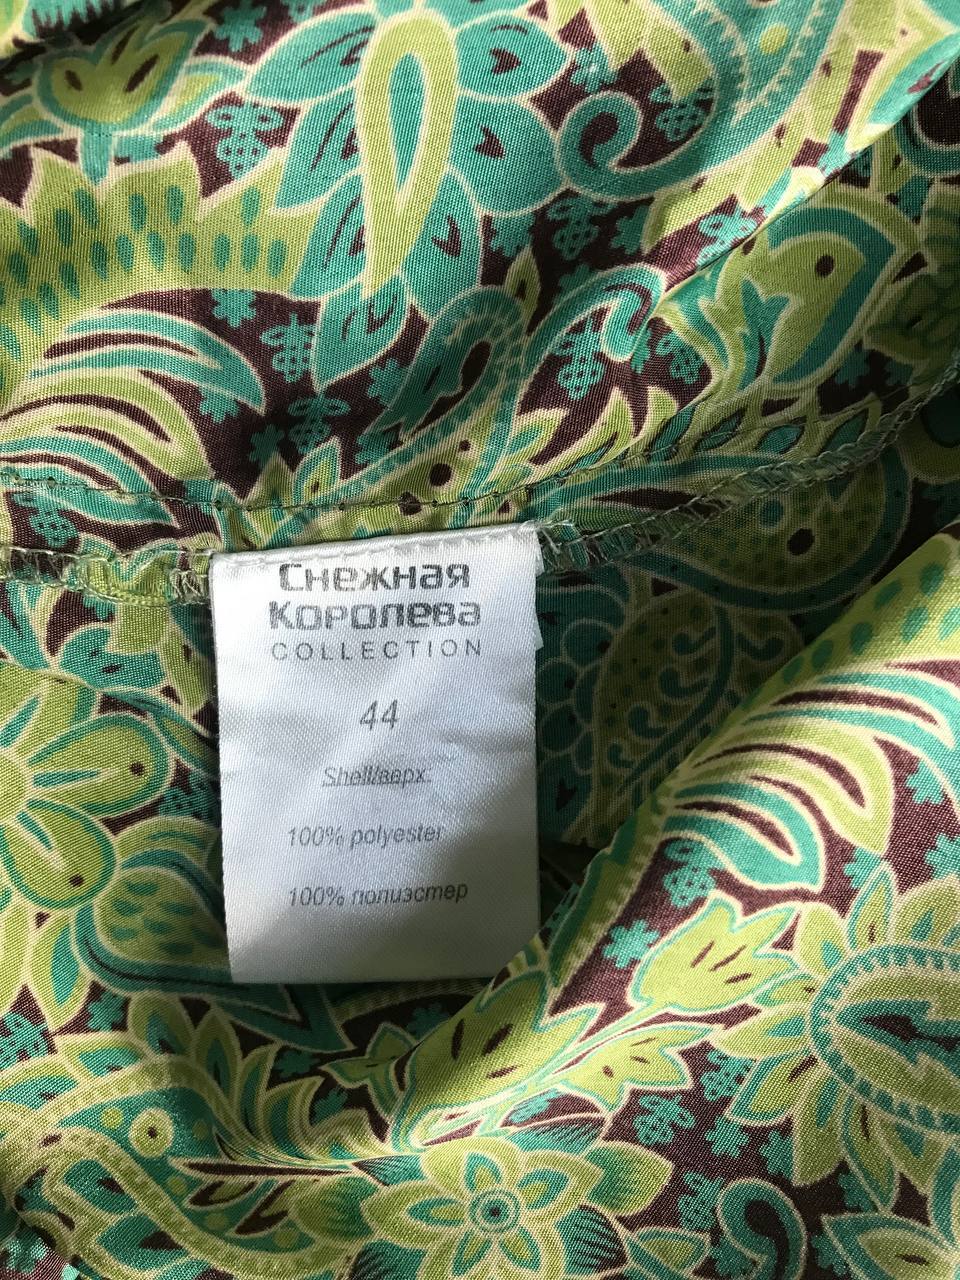 Снежная
Королева
COLLECTION
44
Shell/верх:
100% polyester
100% полиэстер